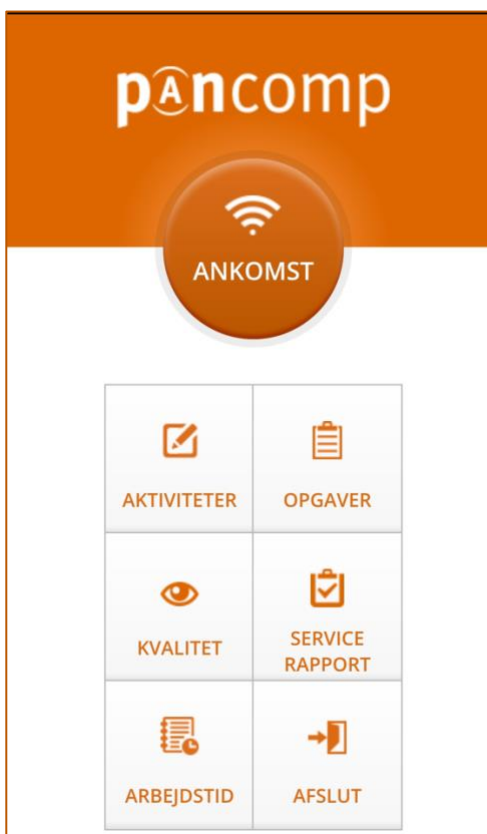 pancomp
ANKOMST
AKTIVITETER
OPGAVER
KVALITET
SERVICE
RAPPORT
ARBEJDSTID
AFSLUT